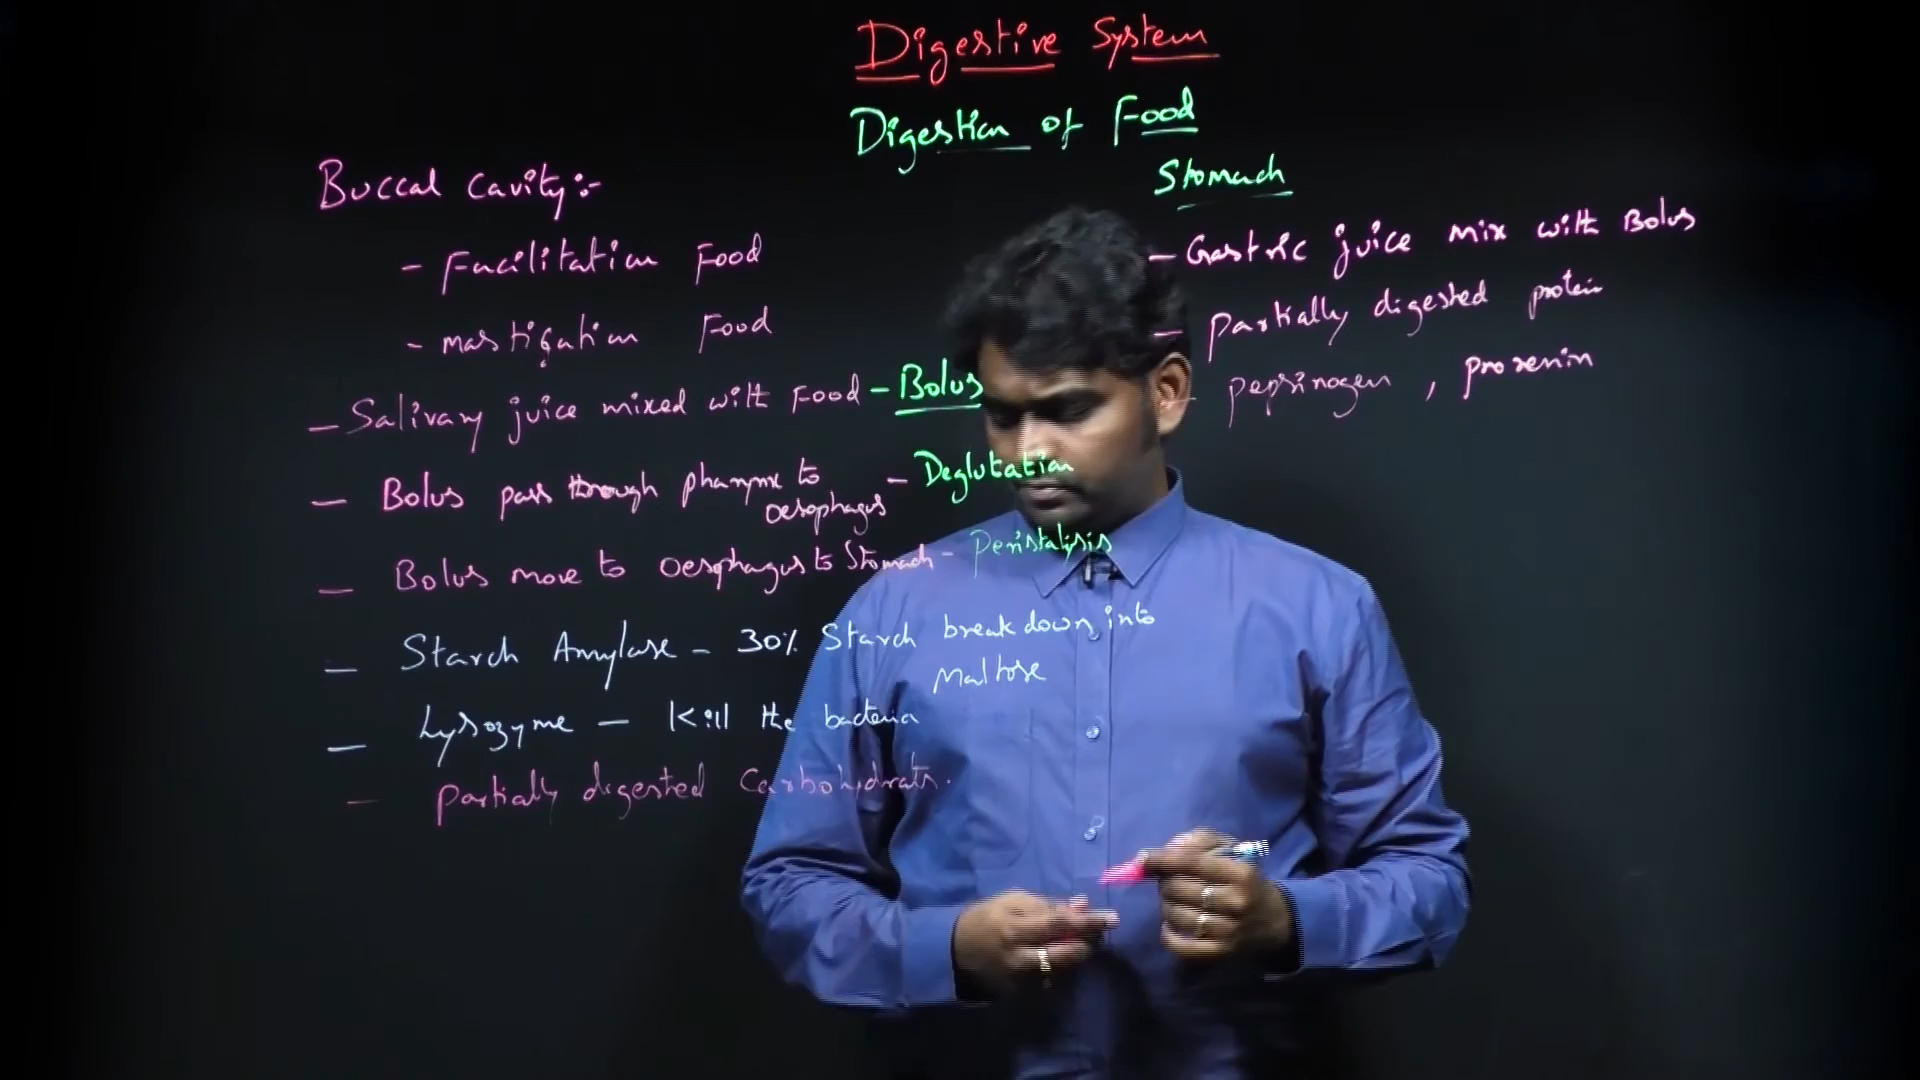 Digestive System
Digestion of Food
Buccal Cavity:-
- Facilitation Food
- mastigation Food
- Salivary juice mixed with Food - Bolus
- Bolus pass through pharynx to oesophagus - Deglutation
- Bolus move to oesophagus to Stomach - Peristalysis
- Starch Amylase - 30% Starch break down into Maltose
- Lysozyme - Kill the bacteria
- Partially digested Carbohydrats.
Stomach
- Gastric juice mix with Bolus
- Partially digested protein
- pepsinogen, prorenin